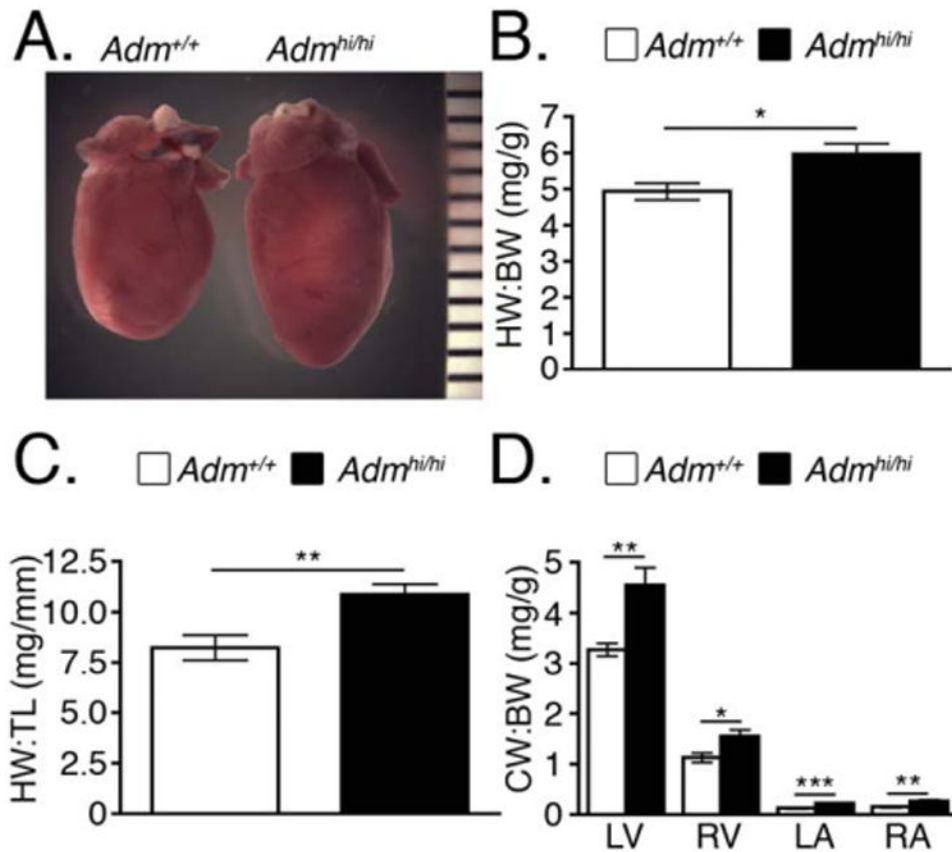 A.
Adm+/+ Admhi/hi
B.
Adm+/+ Admhi/hi
*
7
6
5
4
3
2
1
0
HW:BW (mg/g)
C.
Adm+/+ Admhi/hi
**
12.5
10.0
7.5
5.0
2.5
0
HW:TL (mg/mm)
D.
Adm+/+ Admhi/hi
**
*
***
**
5
4
3
2
1
0
CW:BW (mg/g)
LV RV LA RA